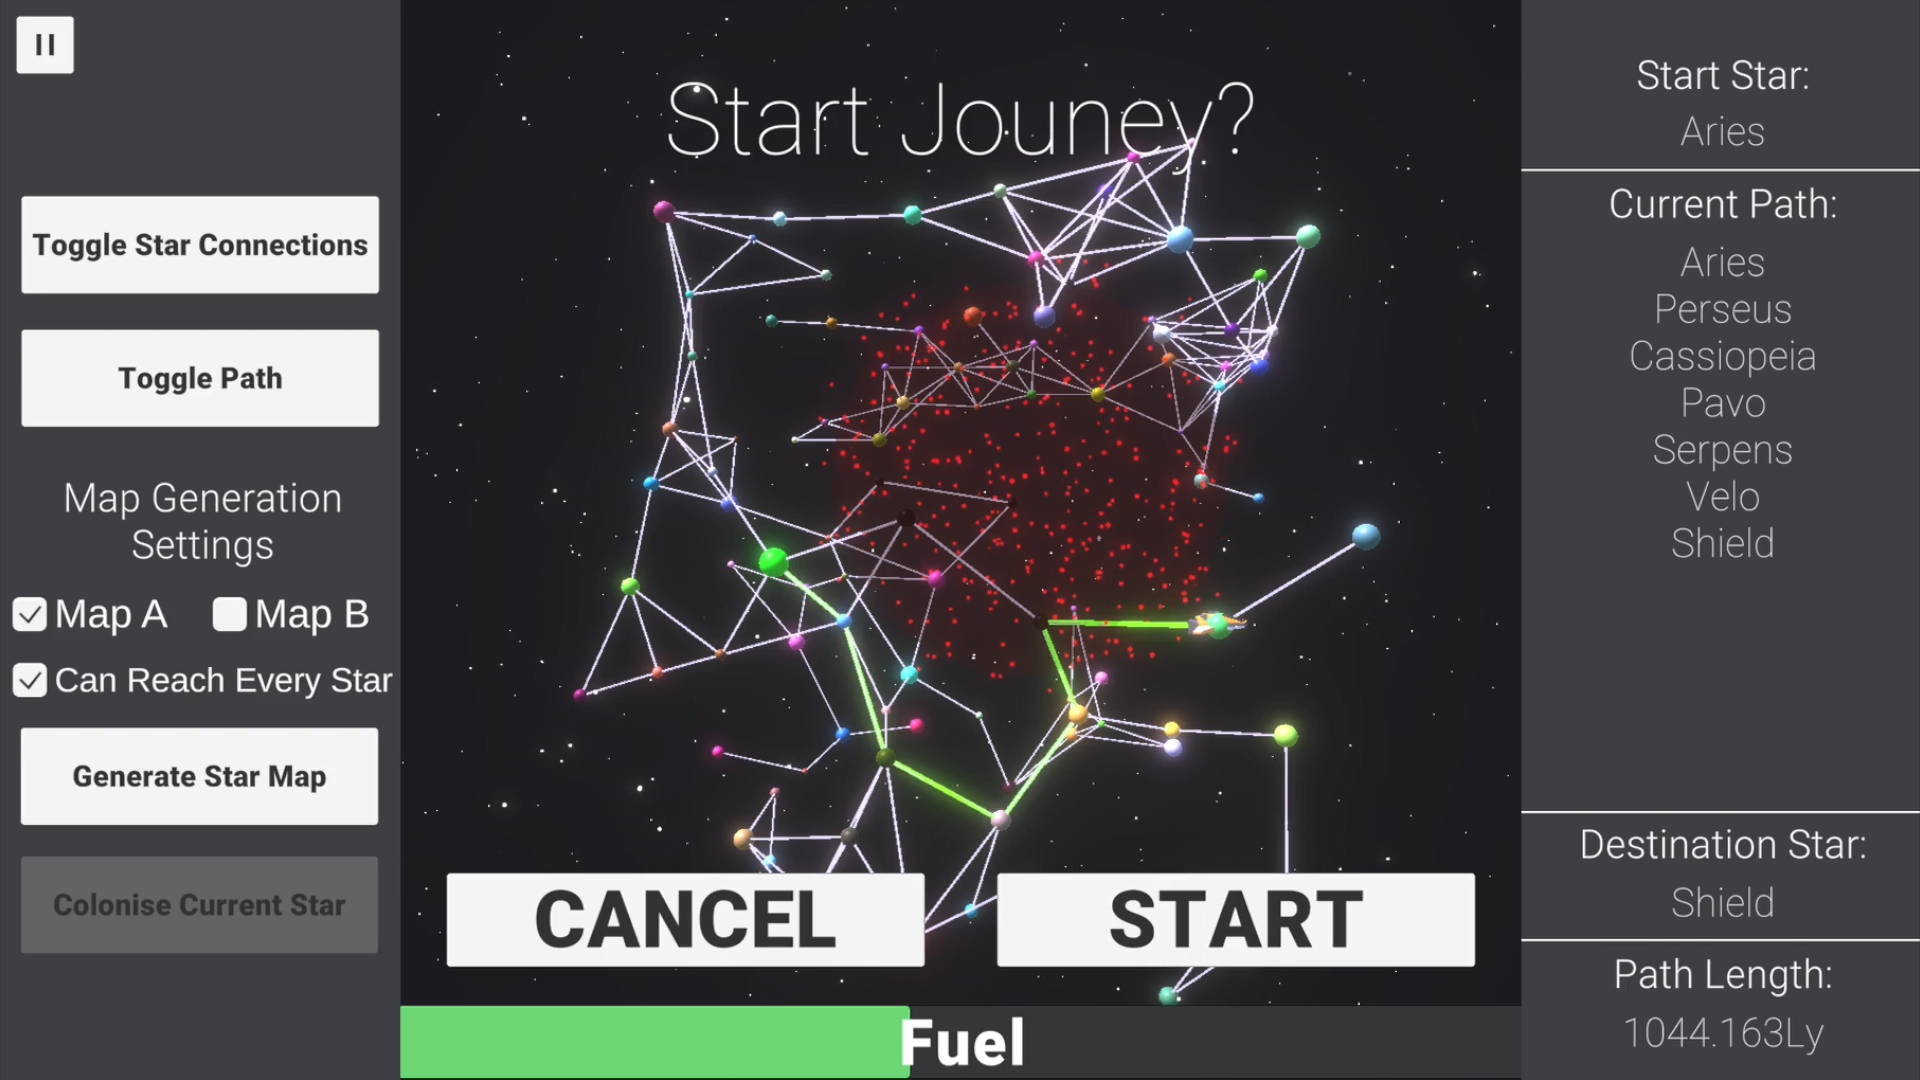 Start Jouney?
Toggle Star Connections
Toggle Path
Map Generation
Settings
Map A
Map B
Can Reach Every Star
Generate Star Map
Colonise Current Star
CANCEL
START
Fuel
Start Star:
Aries
Current Path:
Aries
Perseus
Cassiopeia
Pavo
Serpens
Velo
Shield
Destination Star:
Shield
Path Length:
1044.163Ly